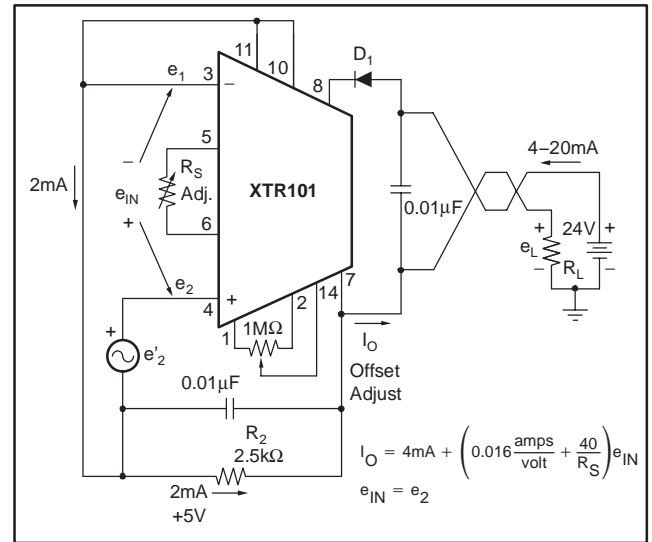 11
10
D1
e1
3
−
8
5
RS
Adj.
6
XTR101
−
eIN
+
2mA
0.01μF
4−20mA
+
eL
−
RL
24V
+
−
e2
4
+
1
2
14
7
1MΩ
+
e'2
IO
Offset
Adjust
0.01μF
R2
2.5kΩ
2mA
+5V
IO = 4mA + (0.016 amps/volt + 40/RS) eIN
eIN = e2